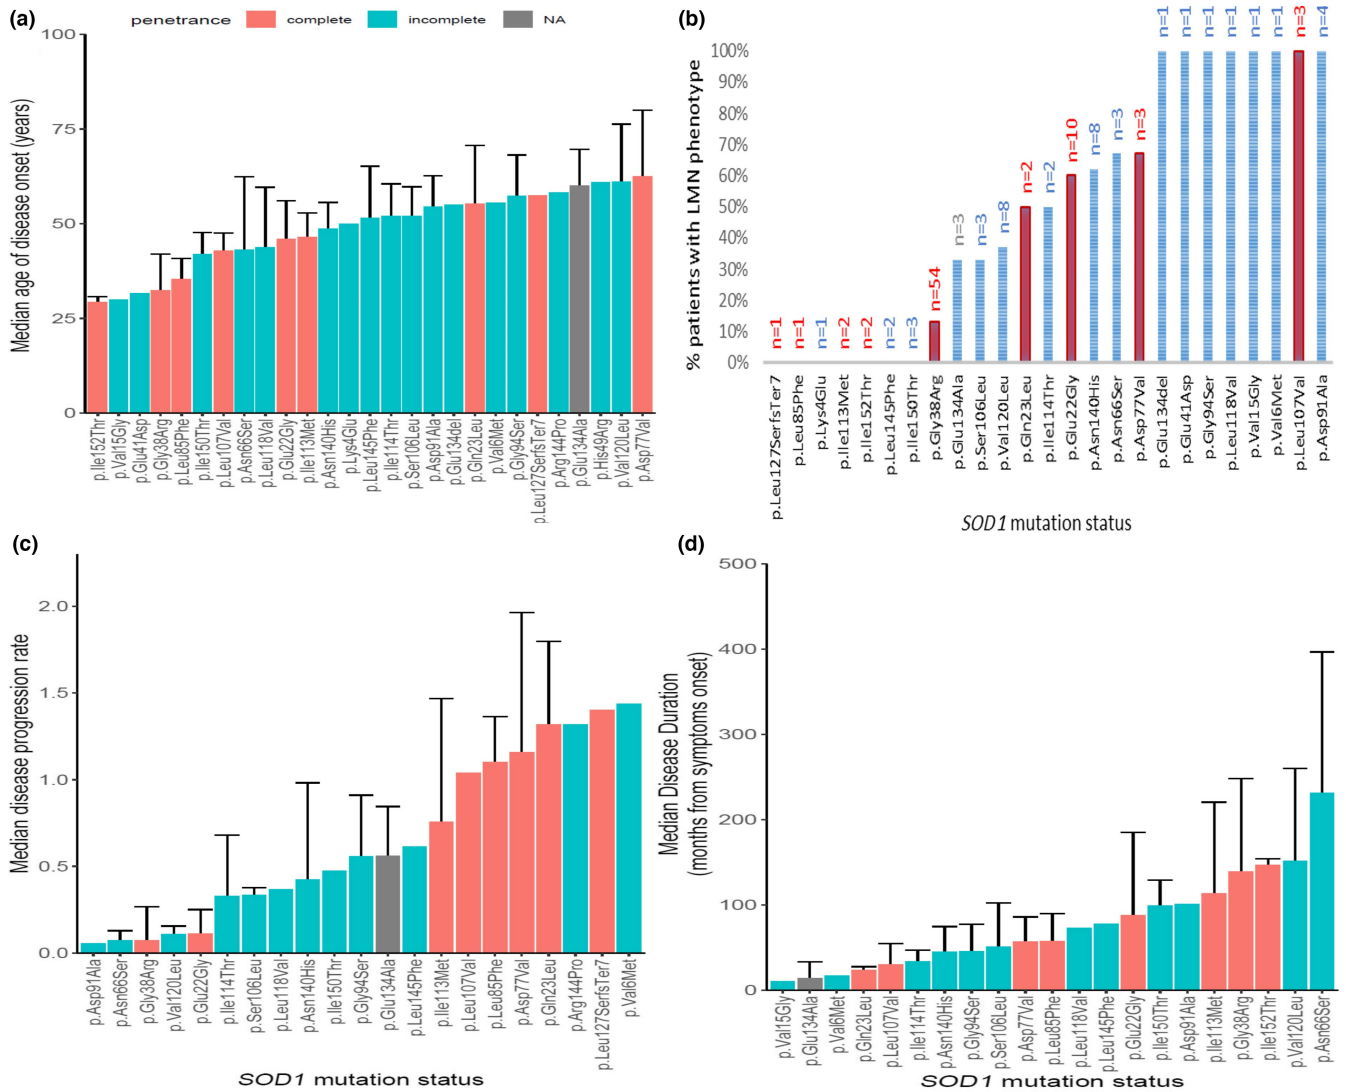 (a)
penetrance complete incomplete NA
Median age of disease onset (years)
100
75
50
25
0
p.Ile152Thr
p.Val15Gly
p.Glu41Asp
p.Gly38Arg
p.Leu85Phe
p.Ile150Thr
p.Leu107Val
p.Asn66Ser
p.Leu118Val
p.Glu22Gly
p.Ile113Met
p.Asn140His
p.Lys4Glu
p.Leu145Phe
p.Ile114Thr
p.Ser106Leu
p.Asp91Ala
p.Glu134del
p.Gln23Leu
p.Val6Met
p.Gly94Ser
p.Leu127SerfsTer7
p.Arg144Pro
p.Glu134Ala
p.His49Arg
p.Val120Leu
p.Asp77Val
(b)
% patients with LMN phenotype
100%
90%
80%
70%
60%
50%
40%
30%
20%
10%
0%
n=1
n=1
n=1
n=2
n=2
n=2
n=3
n=54
n=3
n=3
n=8
n=2
n=2
n=10
n=8
n=3
n=3
n=1
n=1
n=1
n=1
n=1
n=1
n=3
n=4
p.Leu127SerfsTer7
p.Leu85Phe
p.Lys4Glu
p.Ile113Met
p.Ile152Thr
p.Leu145Phe
p.Ile150Thr
p.Gly38Arg
p.Glu134Ala
p.Ser106Leu
p.Val120Leu
p.Gln23Leu
p.Ile114Thr
p.Glu22Gly
p.Asn140His
p.Asn66Ser
p.Asp77Val
p.Glu134del
p.Glu41Asp
p.Gly94Ser
p.Leu118Val
p.Val15Gly
p.Val6Met
p.Leu107Val
p.Asp91Ala
SOD1 mutation status
(c)
Median disease progression rate
2.0
1.5
1.0
0.5
0.0
p.Asp91Ala
p.Asn66Ser
p.Gly38Arg
p.Val120Leu
p.Glu22Gly
p.Ile114Thr
p.Ser106Leu
p.Leu118Val
p.Asn140His
p.Ile150Thr
p.Gly94Ser
p.Glu134Ala
p.Leu145Phe
p.Ile113Met
p.Leu107Val
p.Leu85Phe
p.Asp77Val
p.Gln23Leu
p.Arg144Pro
p.Leu127SerfsTer7
p.Val6Met
SOD1 mutation status
(d)
Median Disease Duration
(months from symptoms onset)
500
400
300
200
100
0
p.Val15Gly
p.Glu134Ala
p.Val6Met
p.Gln23Leu
p.Leu107Val
p.Ile114Thr
p.Asn140His
p.Gly94Ser
p.Ser106Leu
p.Asp77Val
p.Leu85Phe
p.Leu118Val
p.Leu145Phe
p.Glu22Gly
p.Ile150Thr
p.Asp91Ala
p.Ile113Met
p.Gly38Arg
p.Ile152Thr
p.Val120Leu
p.Asn66Ser
SOD1 mutation status